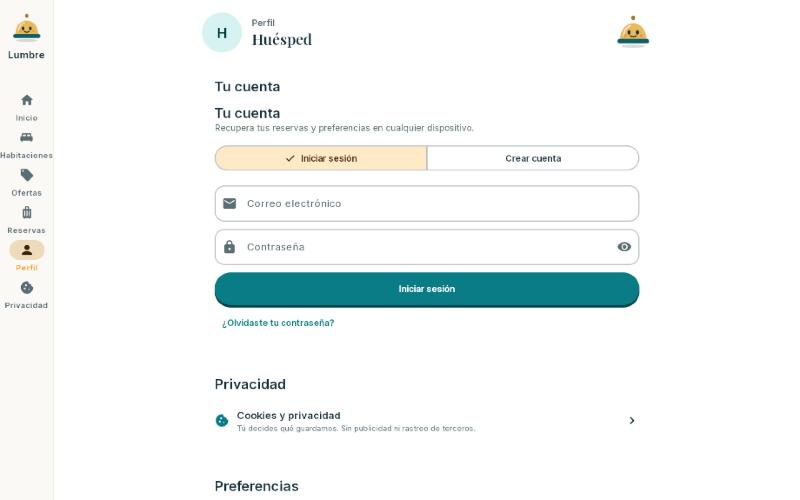 Lumbre
Inicio
Habitaciones
Ofertas
Reservas
Perfil
Privacidad
H
Perfil
Huésped
Tu cuenta
Tu cuenta
Recupera tus reservas y preferencias en cualquier dispositivo.
Iniciar sesión
Crear cuenta
Correo electrónico
Contraseña
Iniciar sesión
¿Olvidaste tu contraseña?
Privacidad
Cookies y privacidad
Tú decides qué guardamos. Sin publicidad ni rastreo de terceros.
Preferencias